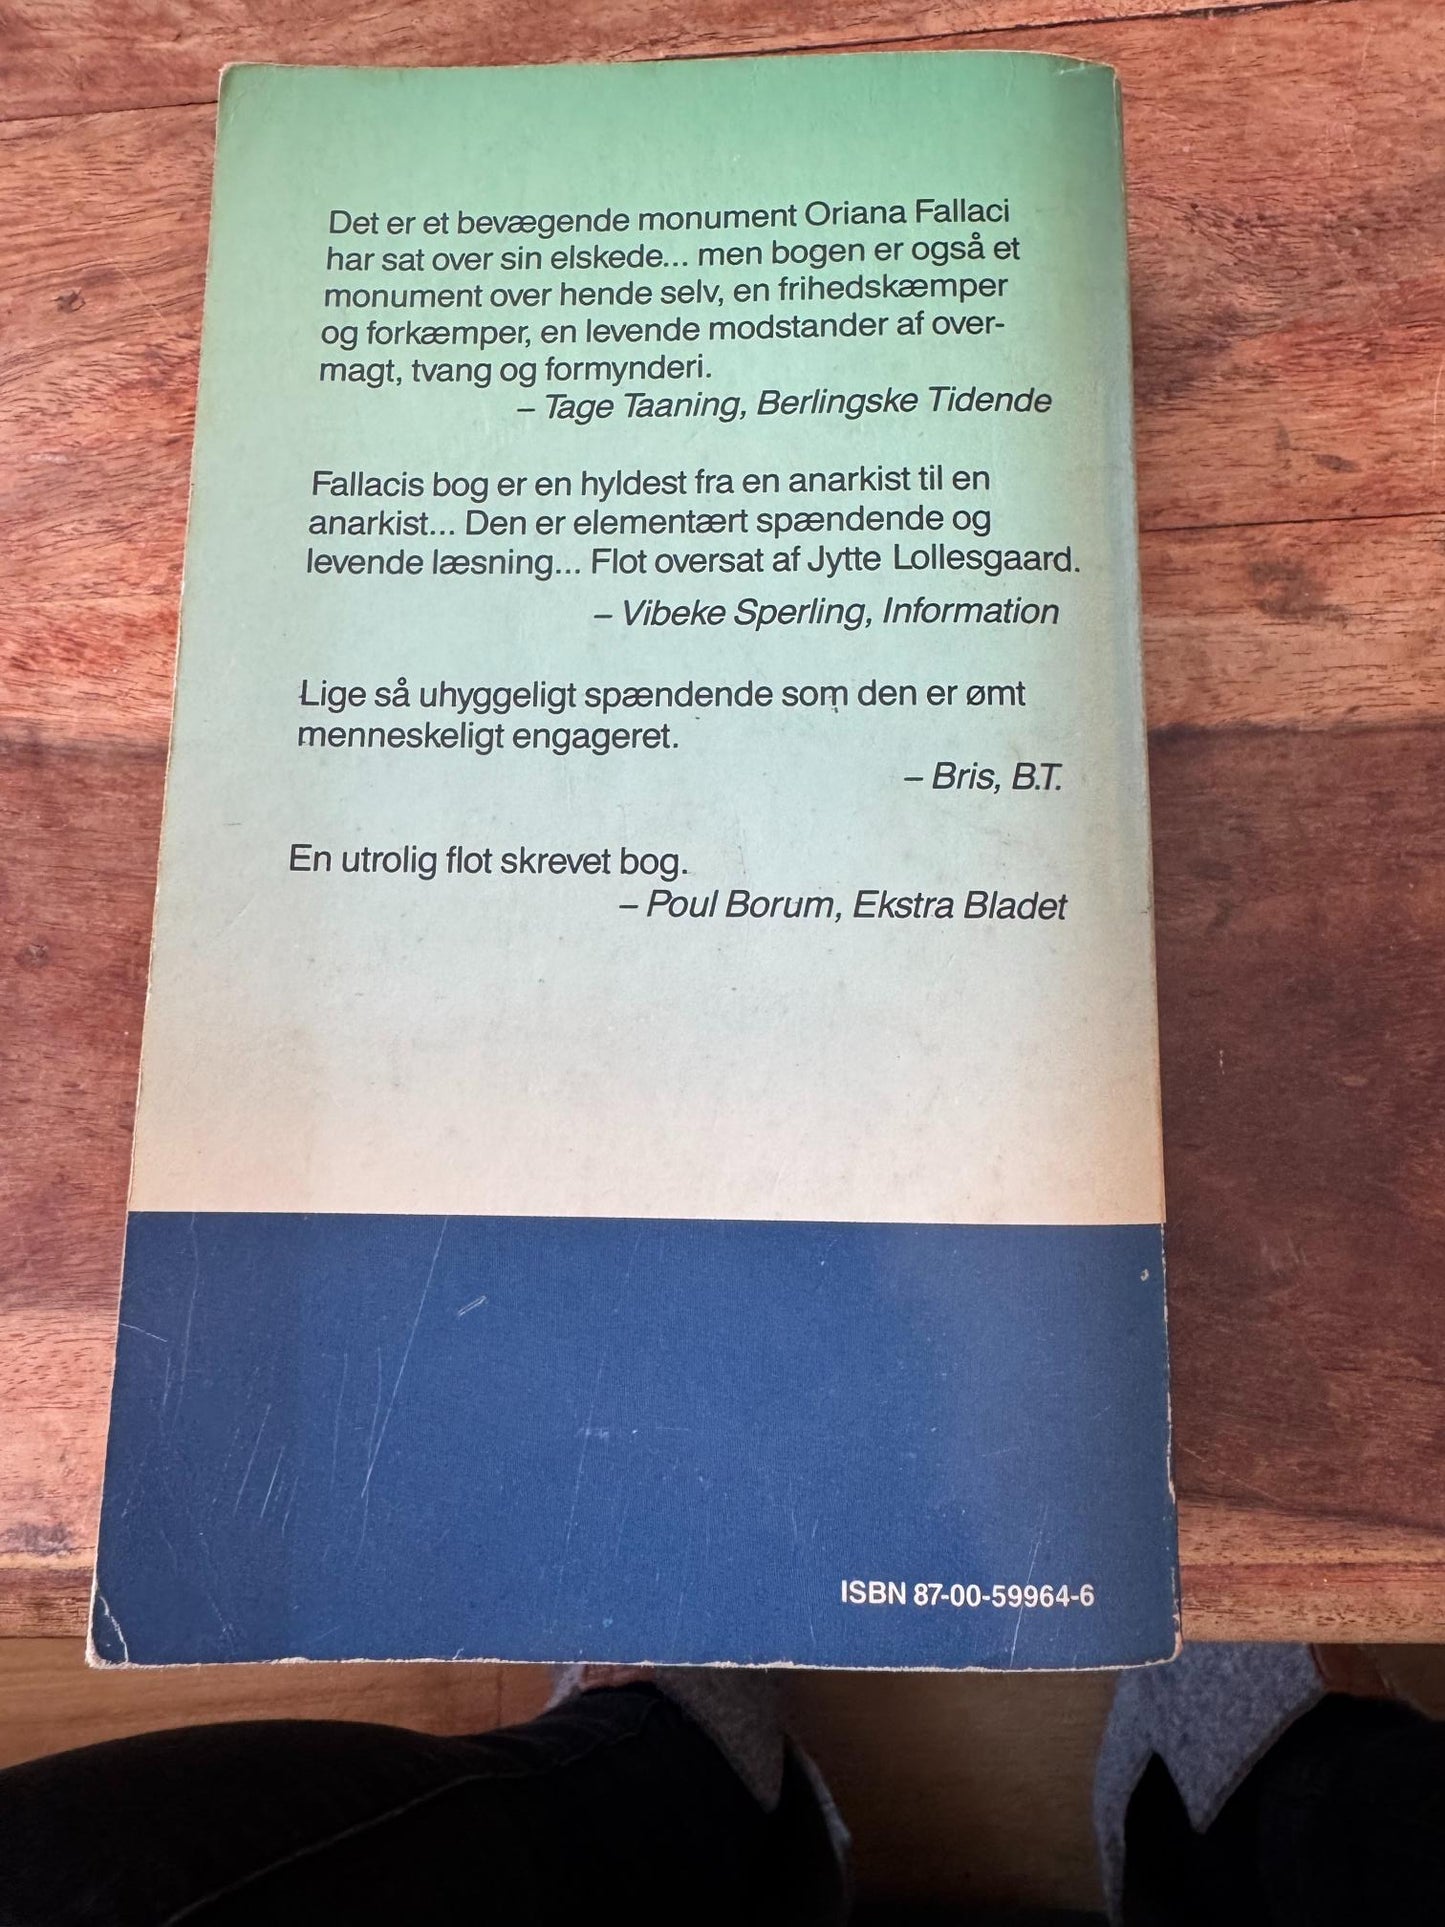 Det er et bevægende monument Oriana Fallaci
har sat over sin elskede... men bogen er også et
monument over hende selv, en frihedskæmper
og forkæmper, en levende modstander af over-
magt, tvang og formynderi.
– Tage Taaning, Berlingske Tidende
Fallacis bog er en hyldest fra en anarkist til en
anarkist... Den er elementært spændende og
levende læsning... Flot oversat af Jytte Lollesgaard.
– Vibeke Sperling, Information
Lige så uhyggeligt spændende som den er ømt
menneskeligt engageret.
– Bris, B.T.
En utrolig flot skrevet bog.
– Poul Borum, Ekstra Bladet
ISBN 87-00-59964-6